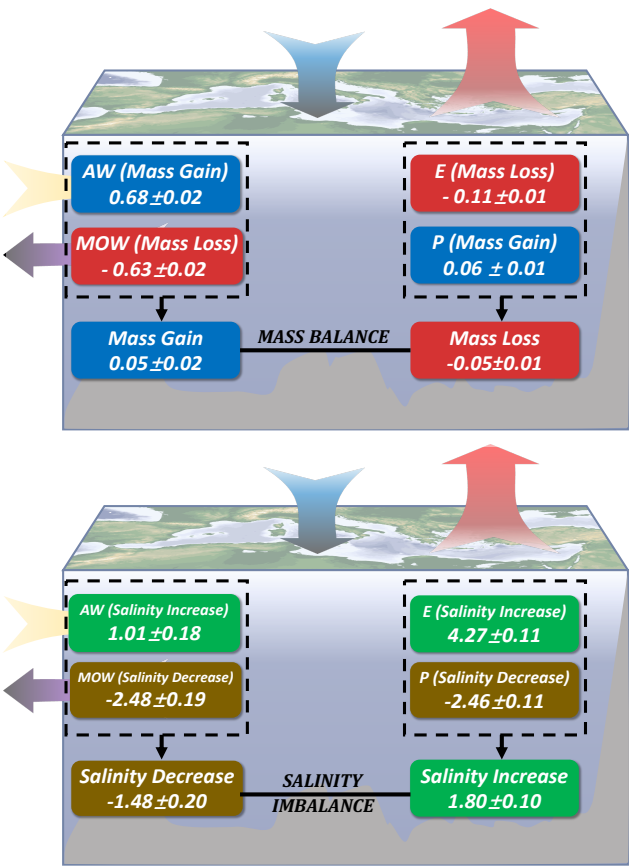 AW (Mass Gain)
0.68±0.02
MOW (Mass Loss)
- 0.63±0.02
Mass Gain
0.05±0.02
MASS BALANCE
E (Mass Loss)
- 0.11±0.01
P (Mass Gain)
0.06 ± 0.01
Mass Loss
-0.05±0.01
AW (Salinity Increase)
1.01±0.18
MOW (Salinity Decrease)
-2.48±0.19
Salinity Decrease
-1.48±0.20
SALINITY
IMBALANCE
E (Salinity Increase)
4.27±0.11
P (Salinity Decrease)
-2.46±0.11
Salinity Increase
1.80±0.10